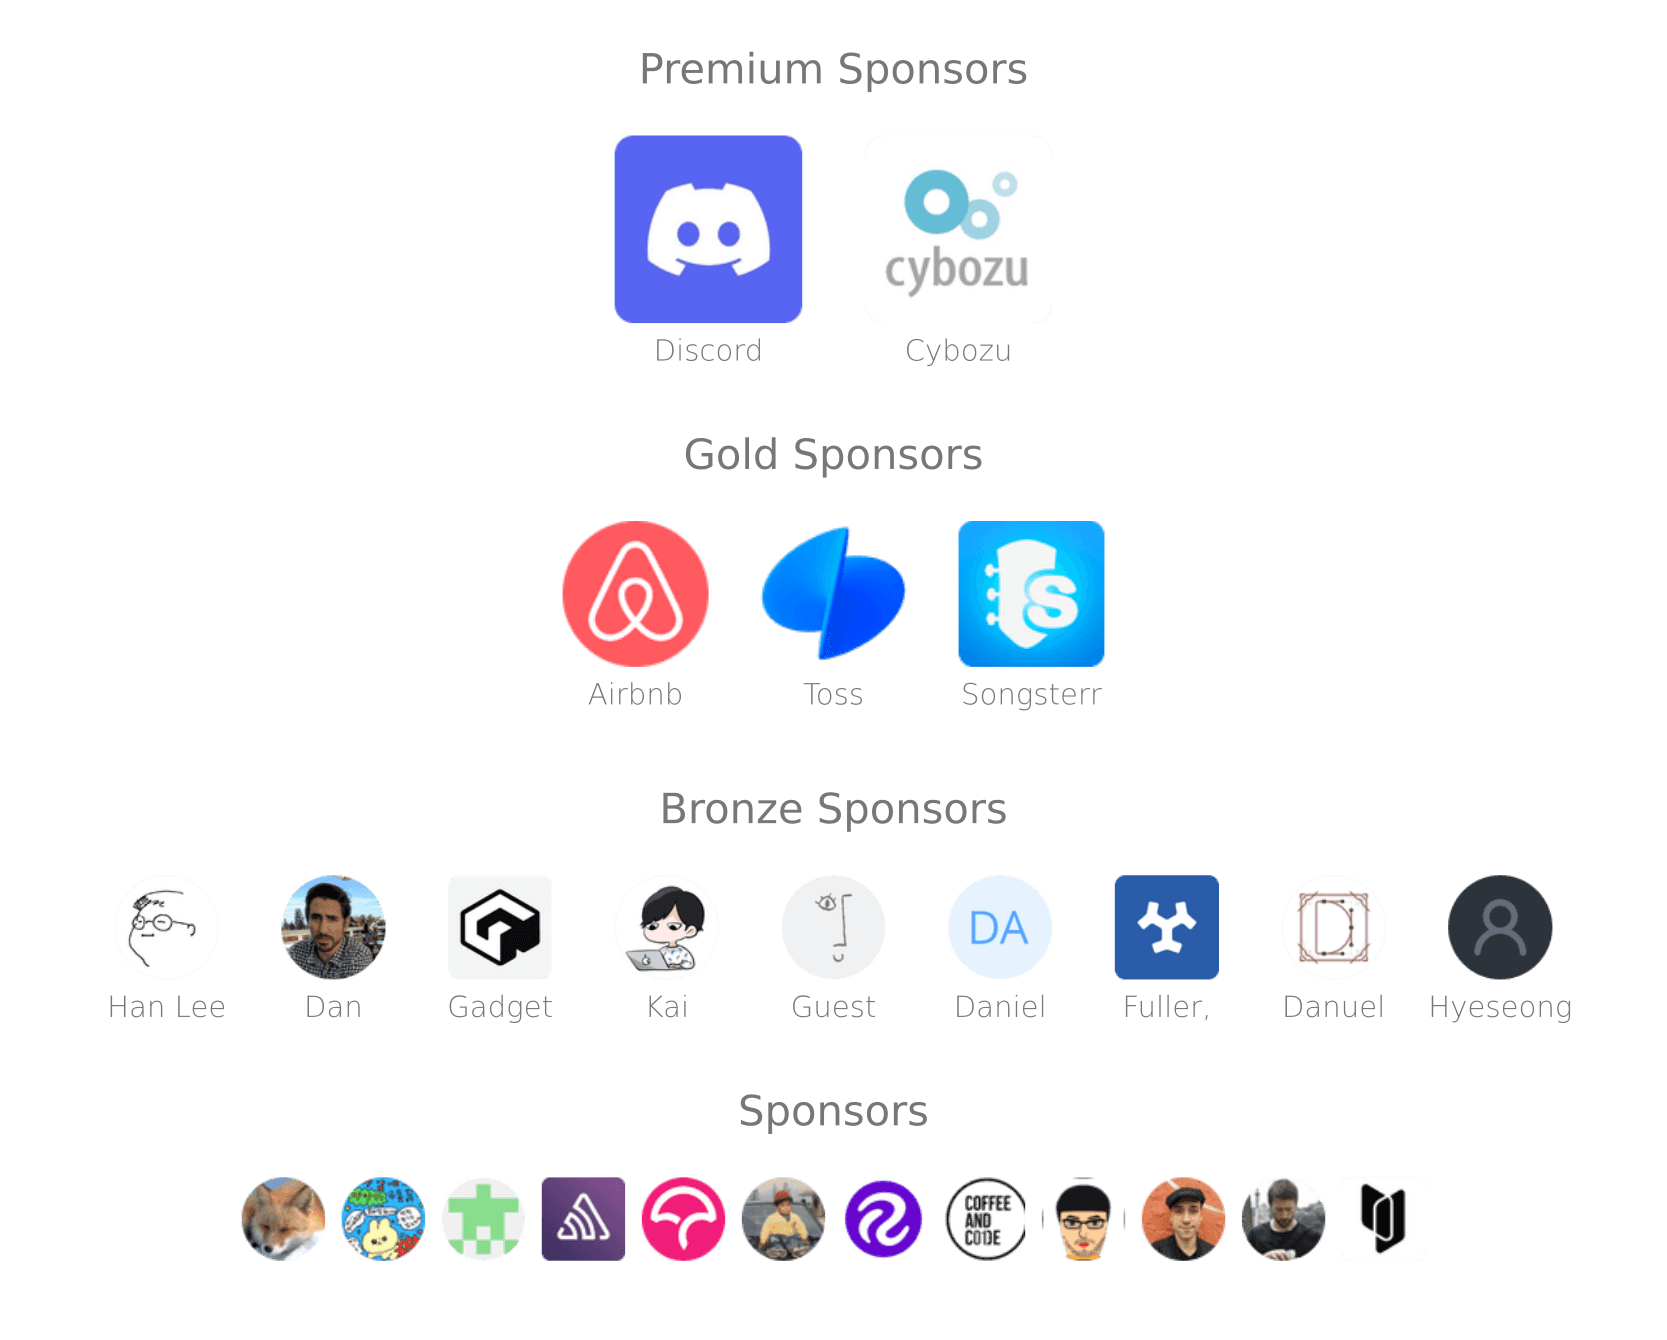 Premium Sponsors
cybozu
Discord Cybozu
Gold Sponsors
S
Airbnb Toss Songsterr
Bronze Sponsors
DA
D
Han Lee Dan Gadget Kai Guest Daniel Fuller, Danuel Hyeseong
Sponsors
COFFEE
AND
CODE